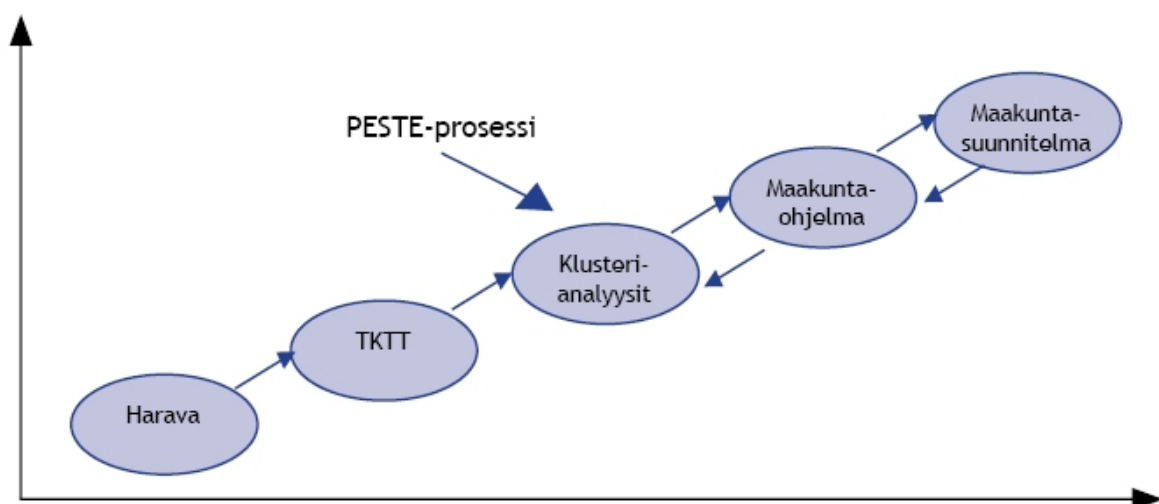 PESTE-prosessi
Harava
TKTT
Klusteri-
analyysit
Maakunta-
ohjelma
Maakunta-
suunnitelma